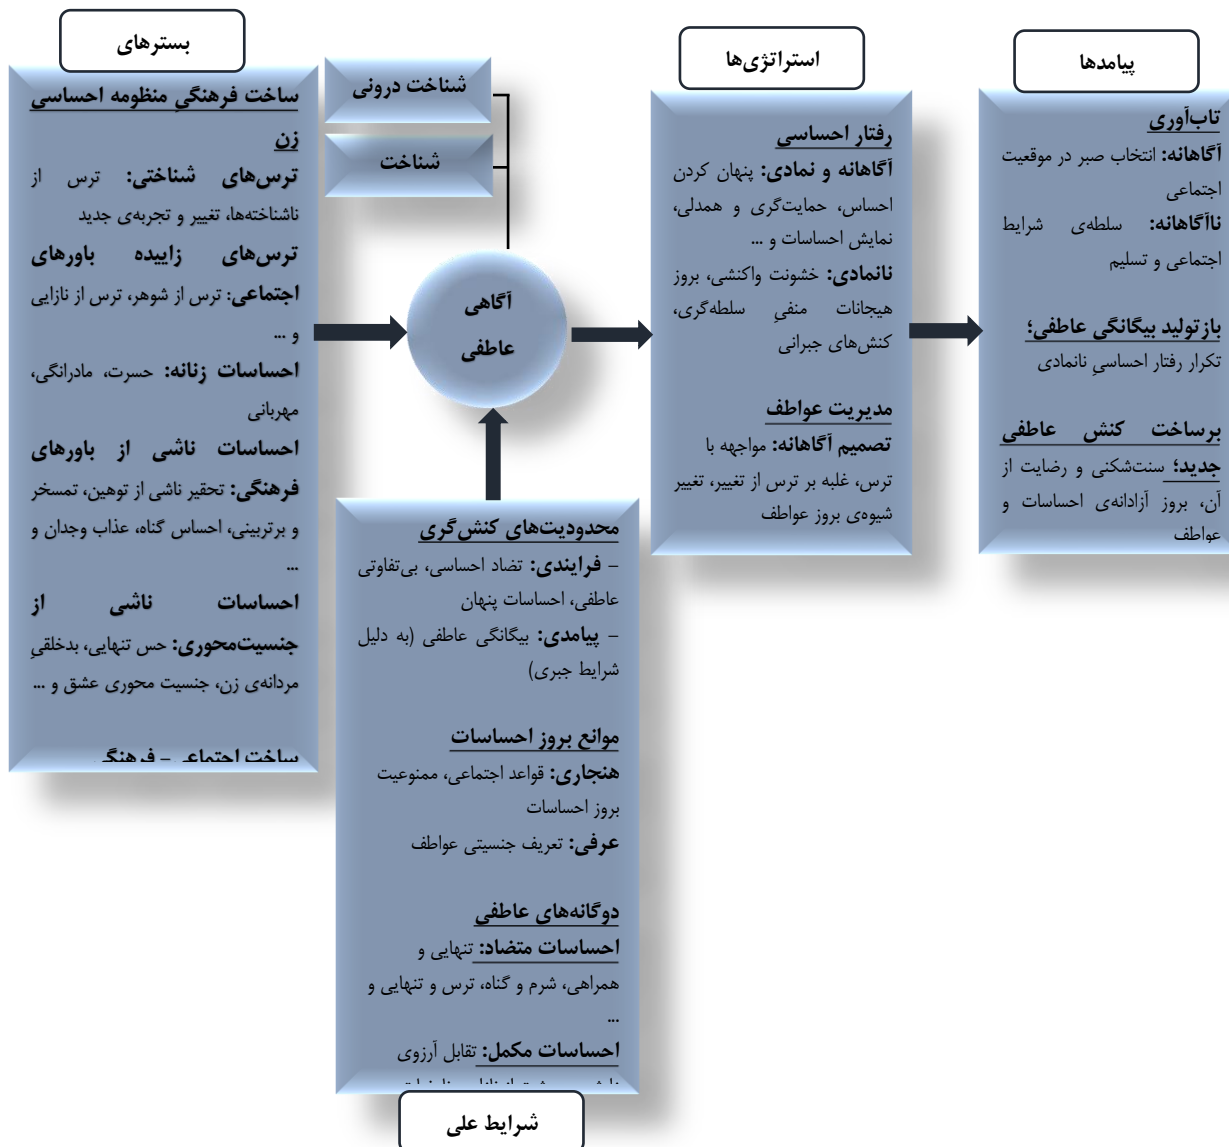 بسترهای
ساخت فرهنگیِ منظومه احساسی
زن
ترس‌های شناختی: ترس از
ناشناخته‌ها، تغییر و تجربه‌ی جدید
ترس‌های زاییده باورهای
اجتماعی: ترس از شوهر، ترس از نازایی
و ...
احساسات زنانه: حسرت، مادرانگی،
مهربانی
احساسات ناشی از باورهای
فرهنگی: تحقیر ناشی از توهین، تمسخر
و برتربینی، احساس گناه، عذاب وجدان و
...
احساسات ناشی از
جنسیت‌محوری: حس تنهایی، بدخلقیِ
مردانه‌ی زن، جنسیت محوری عشق و ...
ساخت اجتماعی – فرهنگی
شناخت درونی
شناخت
آگاهی
عاطفی
محدودیت‌های کنش‌گری
– فرایندی: تضاد احساسی، بی‌تفاوتی
عاطفی، احساسات پنهان
– پیامدی: بیگانگی عاطفی (به دلیل
شرایط جبری)
موانع بروز احساسات
هنجاری: قواعد اجتماعی، ممنوعیت
بروز احساسات
عرفی: تعریف جنسیتی عواطف
دوگانه‌های عاطفی
احساسات متضاد: تنهایی و
همراهی، شرم و گناه، ترس و تنهایی و
...
احساسات مکمل: تقابل آرزوی
شرایط علی
استراتژی‌ها
رفتار احساسی
آگاهانه و نمادی: پنهان کردن
احساس، حمایت‌گری و همدلی،
نمایش احساسات و ...
نانمادی: خشونت واکنشی، بروز
هیجانات منفیِ سلطه‌گری،
کنش‌های جبرانی
مدیریت عواطف
تصمیم آگاهانه: مواجهه با
ترس، غلبه بر ترس از تغییر، تغییر
شیوه‌ی بروز عواطف
پیامدها
تاب‌آوری
آگاهانه: انتخاب صبر در موقعیت
اجتماعی
ناآگاهانه: سلطه‌ی شرایط
اجتماعی و تسلیم
بازتولید بیگانگی عاطفی؛
تکرار رفتار احساسیِ نانمادی
برساخت کنش عاطفی
جدید؛ سنت‌شکنی و رضایت از
آن، بروز آزادانه‌ی احساسات و
عواطف